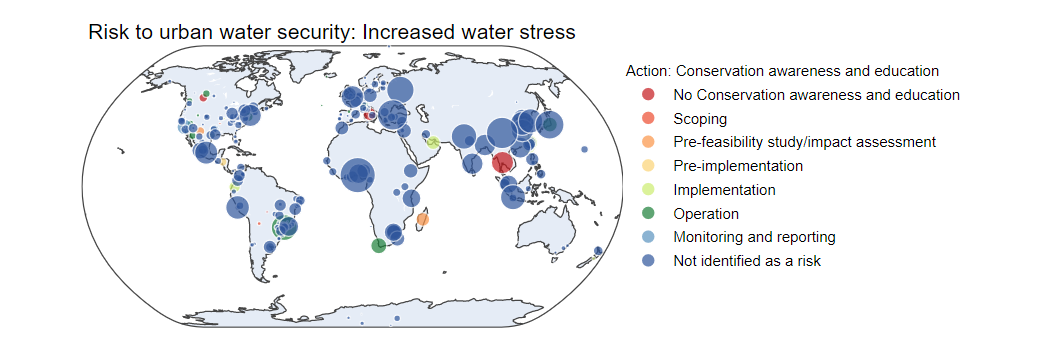 Risk to urban water security: Increased water stress
Action: Conservation awareness and education
No Conservation awareness and education
Scoping
Pre-feasibility study/impact assessment
Pre-implementation
Implementation
Operation
Monitoring and reporting
Not identified as a risk